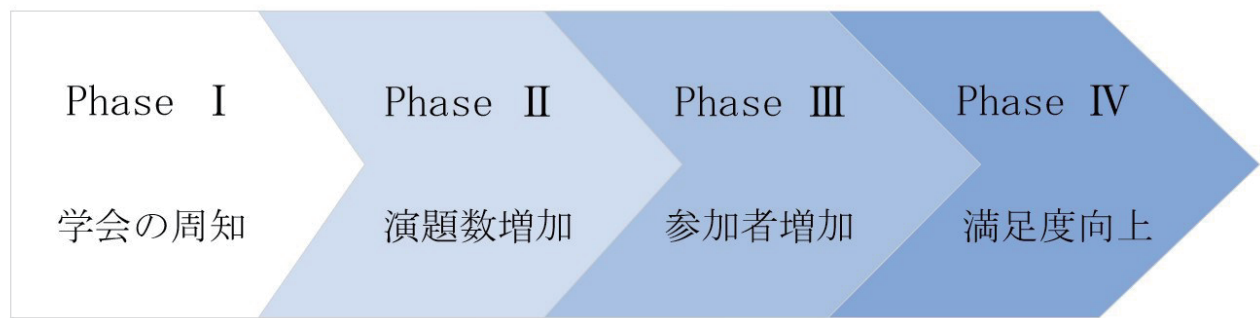 Phase Ⅰ
学会の周知
Phase Ⅱ
演題数増加
Phase Ⅲ
参加者増加
Phase Ⅳ
満足度向上